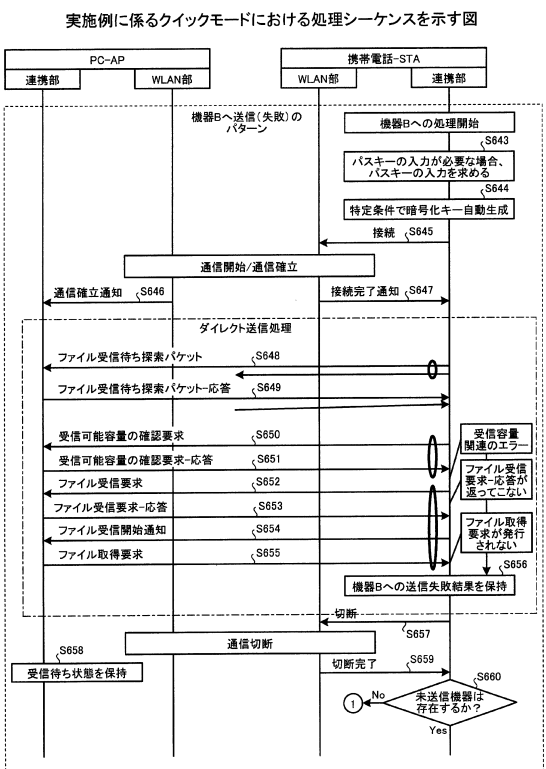 実施例に係るクイックモードにおける処理シーケンスを示す図
PC-AP
携帯電話-STA
連携部
WLAN部
WLAN部
連携部
機器Bへ送信(失敗)の
パターン
機器Bへの処理開始
S643
パスキーの入力が必要な場合、
パスキーの入力を求める
S644
特定条件で暗号化キー自動生成
接続
S645
通信開始/通信確立
通信確立通知
S646
接続完了通知
S647
ダイレクト送信処理
ファイル受信待ち探索パケット
S648
ファイル受信待ち探索パケット-応答
S649
受信可能容量の確認要求
S650
受信容量
関連のエラー
受信可能容量の確認要求-応答
S651
ファイル受信要求
S652
ファイル受信
要求-応答が
返ってこない
ファイル受信要求-応答
S653
ファイル受信開始通知
S654
ファイル取得
要求が発行
されない
ファイル取得要求
S655
S656
機器Bへの送信失敗結果を保持
切断
S657
通信切断
S658
受信待ち状態を保持
切断完了
S659
S660
未送信機器は
存在するか?
No
1
Yes